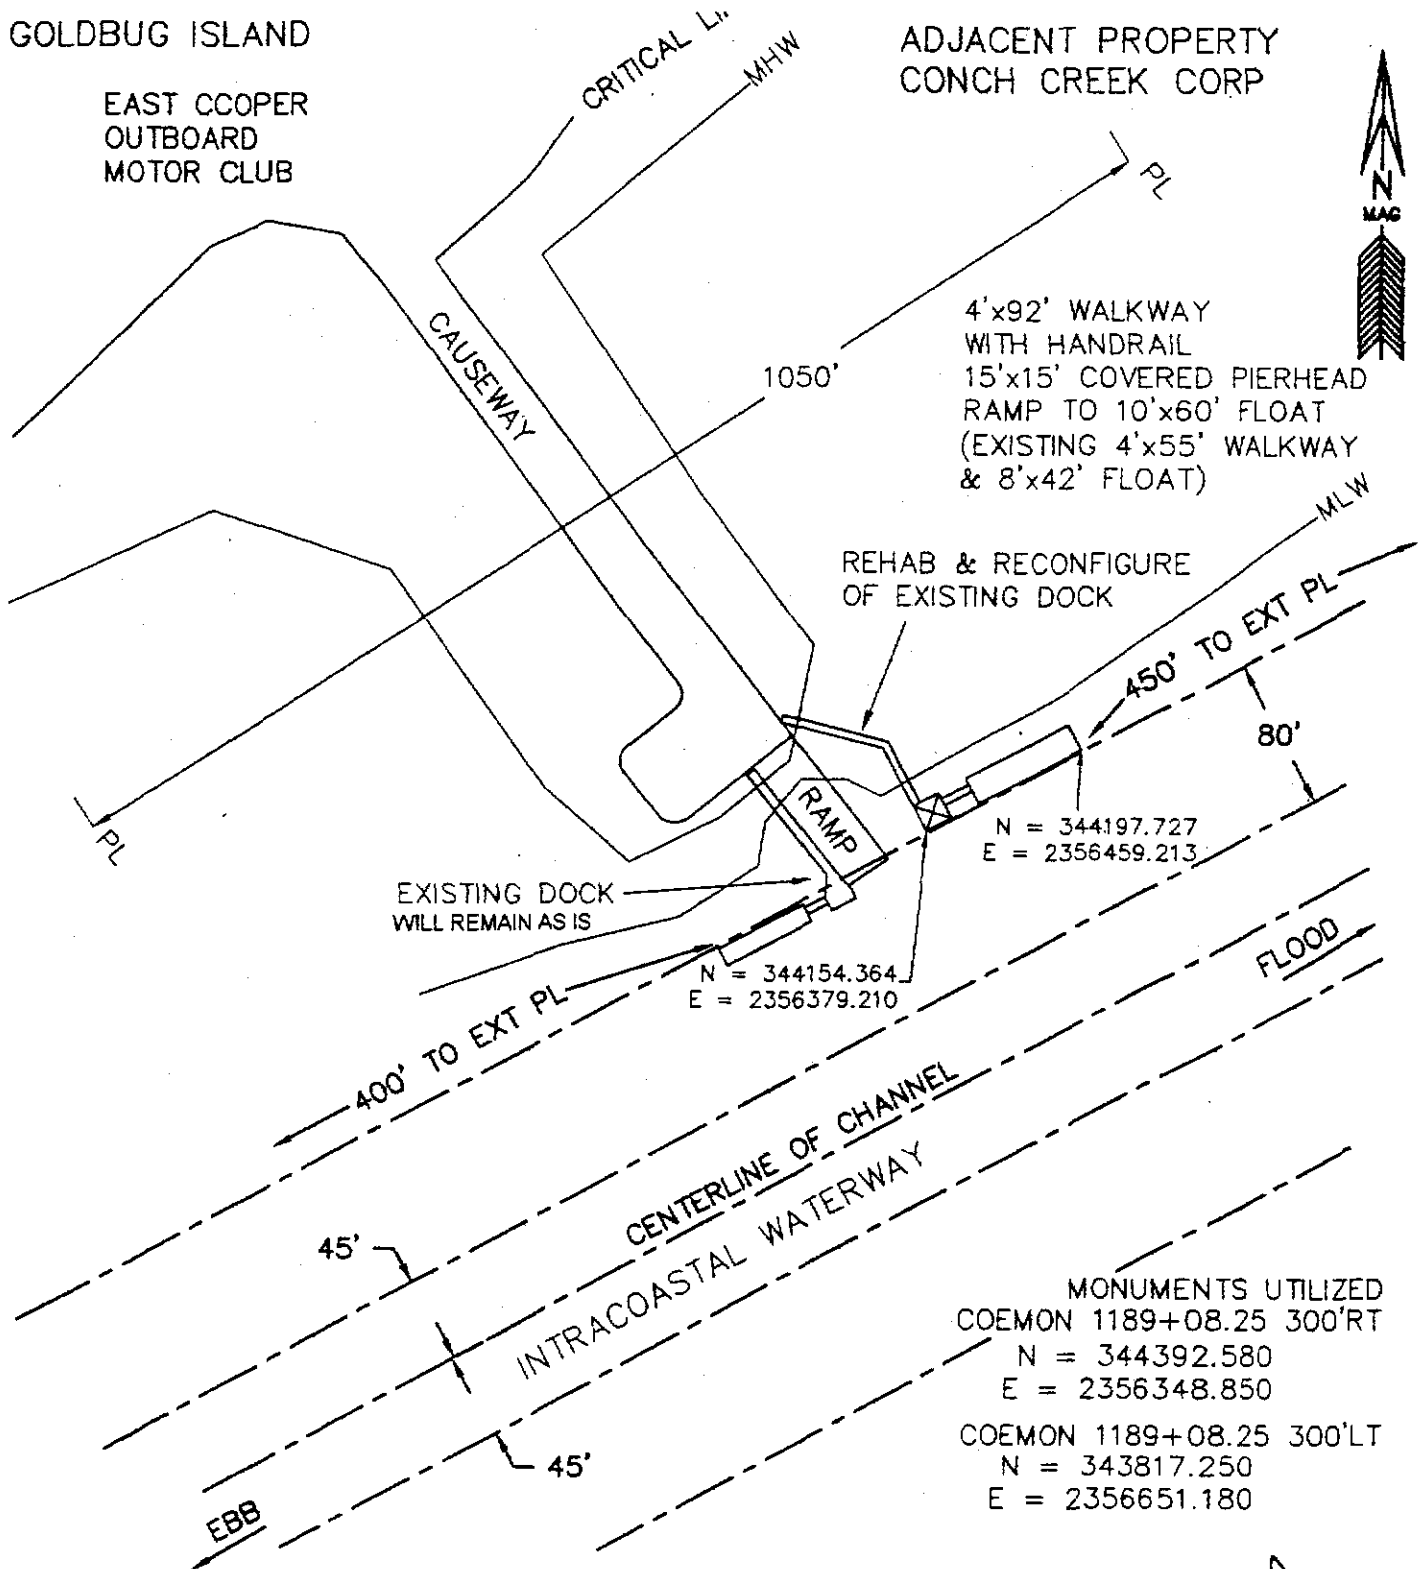 GOLDBUG ISLAND
EAST CCOPER
OUTBOARD
MOTOR CLUB
CRITICAL
MHW
ADJACENT PROPERTY
CONCH CREEK CORP
PL
N
MAG
4'x92' WALKWAY
WITH HANDRAIL
15'x15' COVERED PIERHEAD
RAMP TO 10'x60' FLOAT
(EXISTING 4'x55' WALKWAY
& 8'x42' FLOAT)
CAUSEWAY
1050'
MLW
REHAB & RECONFIGURE
OF EXISTING DOCK
450' TO EXT PL
80'
RAMP
N = 344197.727
E = 2356459.213
PL
EXISTING DOCK
WILL REMAIN AS IS
N = 344154.364
E = 2356379.210
FLOOD
400' TO EXT PL
CENTERLINE OF CHANNEL
INTRACOASTAL WATERWAY
45'
45'
EBB
MONUMENTS UTILIZED
COEMON 1189+08.25 300'RT
N = 344392.580
E = 2356348.850
COEMON 1189+08.25 300'LT
N = 343817.250
E = 2356651.180